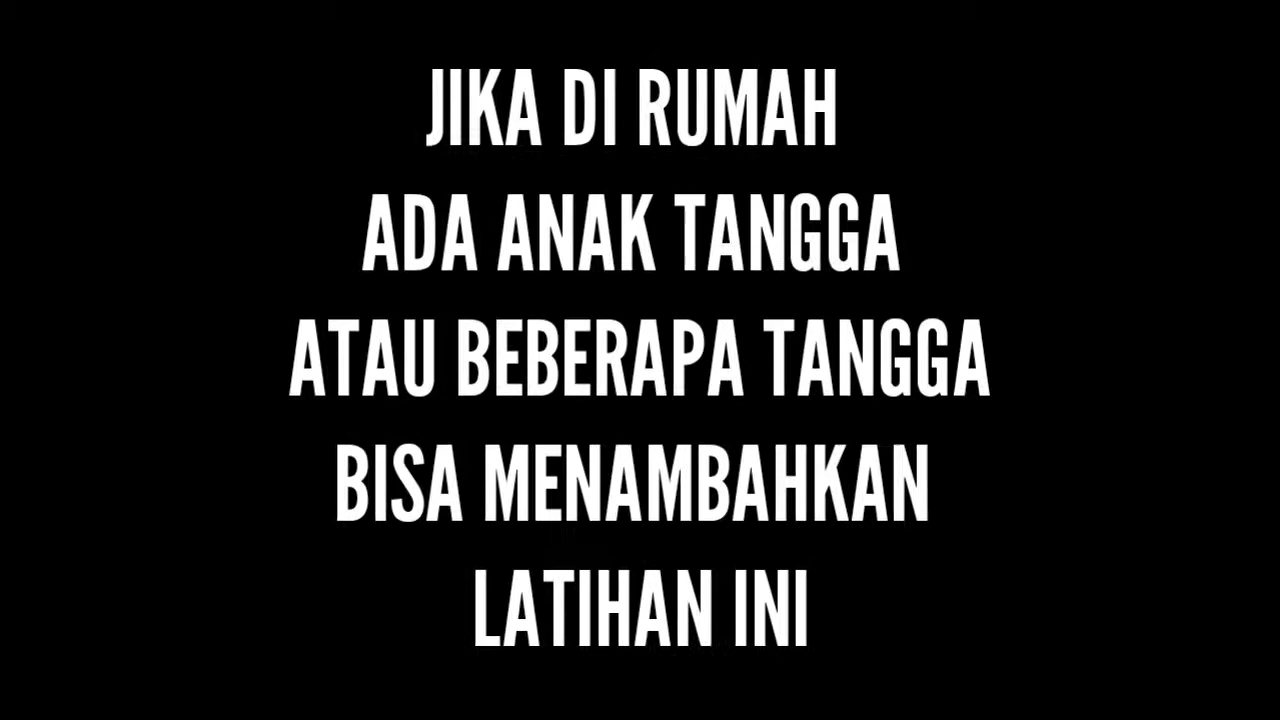 JIKA DI RUMAH
ADA ANAK TANGGA
ATAU BEBERAPA TANGGA
BISA MENAMBAHKAN
LATIHAN INI